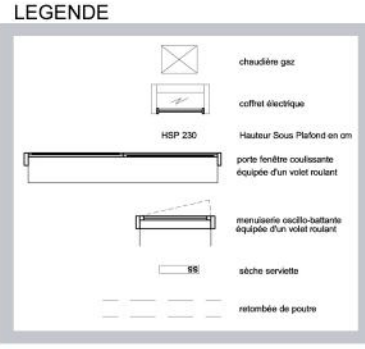 LEGENDE
chaudière gaz
coffret électrique
HSP 230 Hauteur Sous Plafond en cm
porte fenêtre coulissante
équipée d'un volet roulant
menuiserie oscillo-battante
équipée d'un volet roulant
SS sèche serviette
retombée de poutre